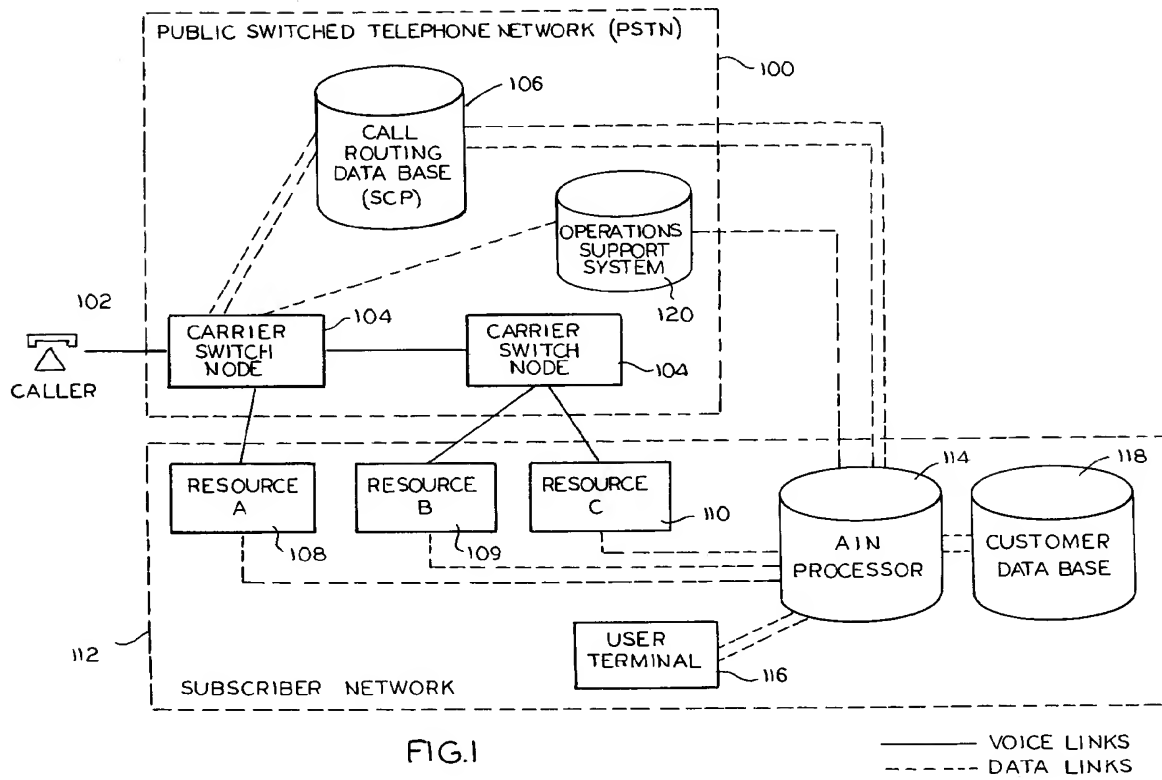 PUBLIC SWITCHED TELEPHONE NETWORK (PSTN)
100
106
CALL
ROUTING
DATA BASE
(SCP)
OPERATIONS
SUPPORT
SYSTEM
120
102
CALLER
CARRIER
SWITCH
NODE
104
CARRIER
SWITCH
NODE
104
RESOURCE
A
108
RESOURCE
B
109
RESOURCE
C
110
114
AIN
PROCESSOR
118
CUSTOMER
DATA BASE
USER
TERMINAL
116
112
SUBSCRIBER NETWORK
FIG.1
VOICE LINKS
DATA LINKS